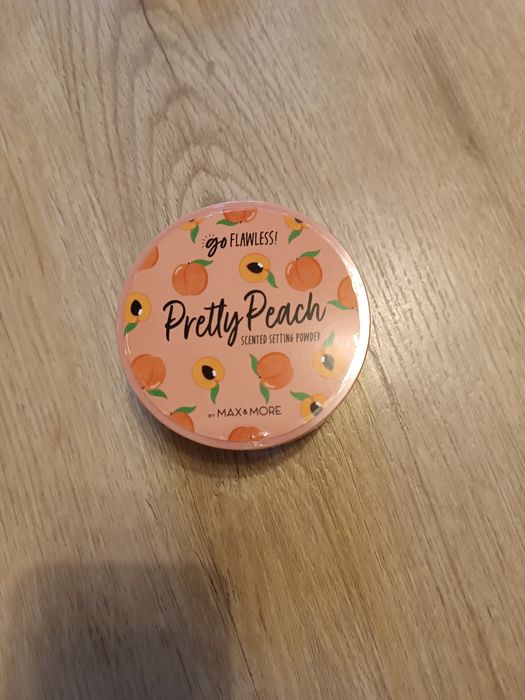 go FLAWLESS!
Pretty Peach
SCENTED SETTING POWDER
BY MAX & MORE